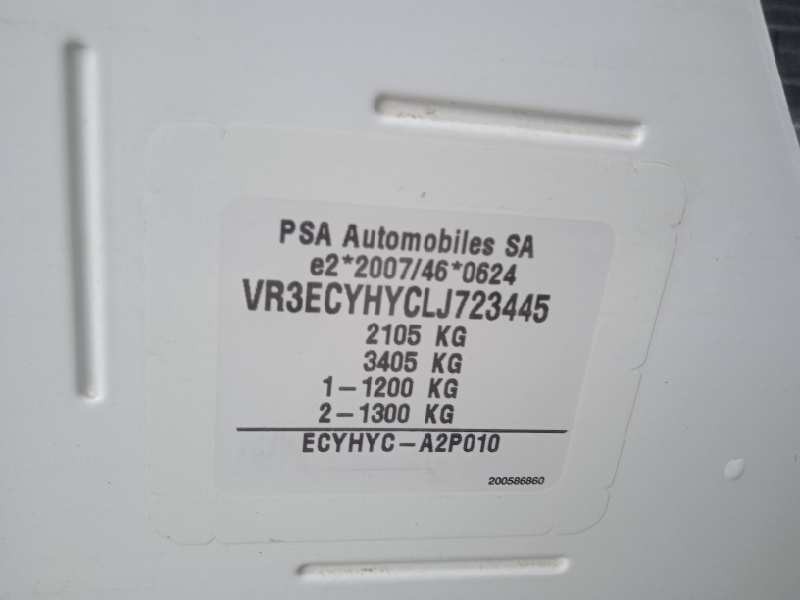 PSA Automobiles SA
e2*2007/46*0624
VR3ECYHYCLJ723445
2105 KG
3405 KG
1-1200 KG
2-1300 KG
ECYHYC-A2P010
200586860